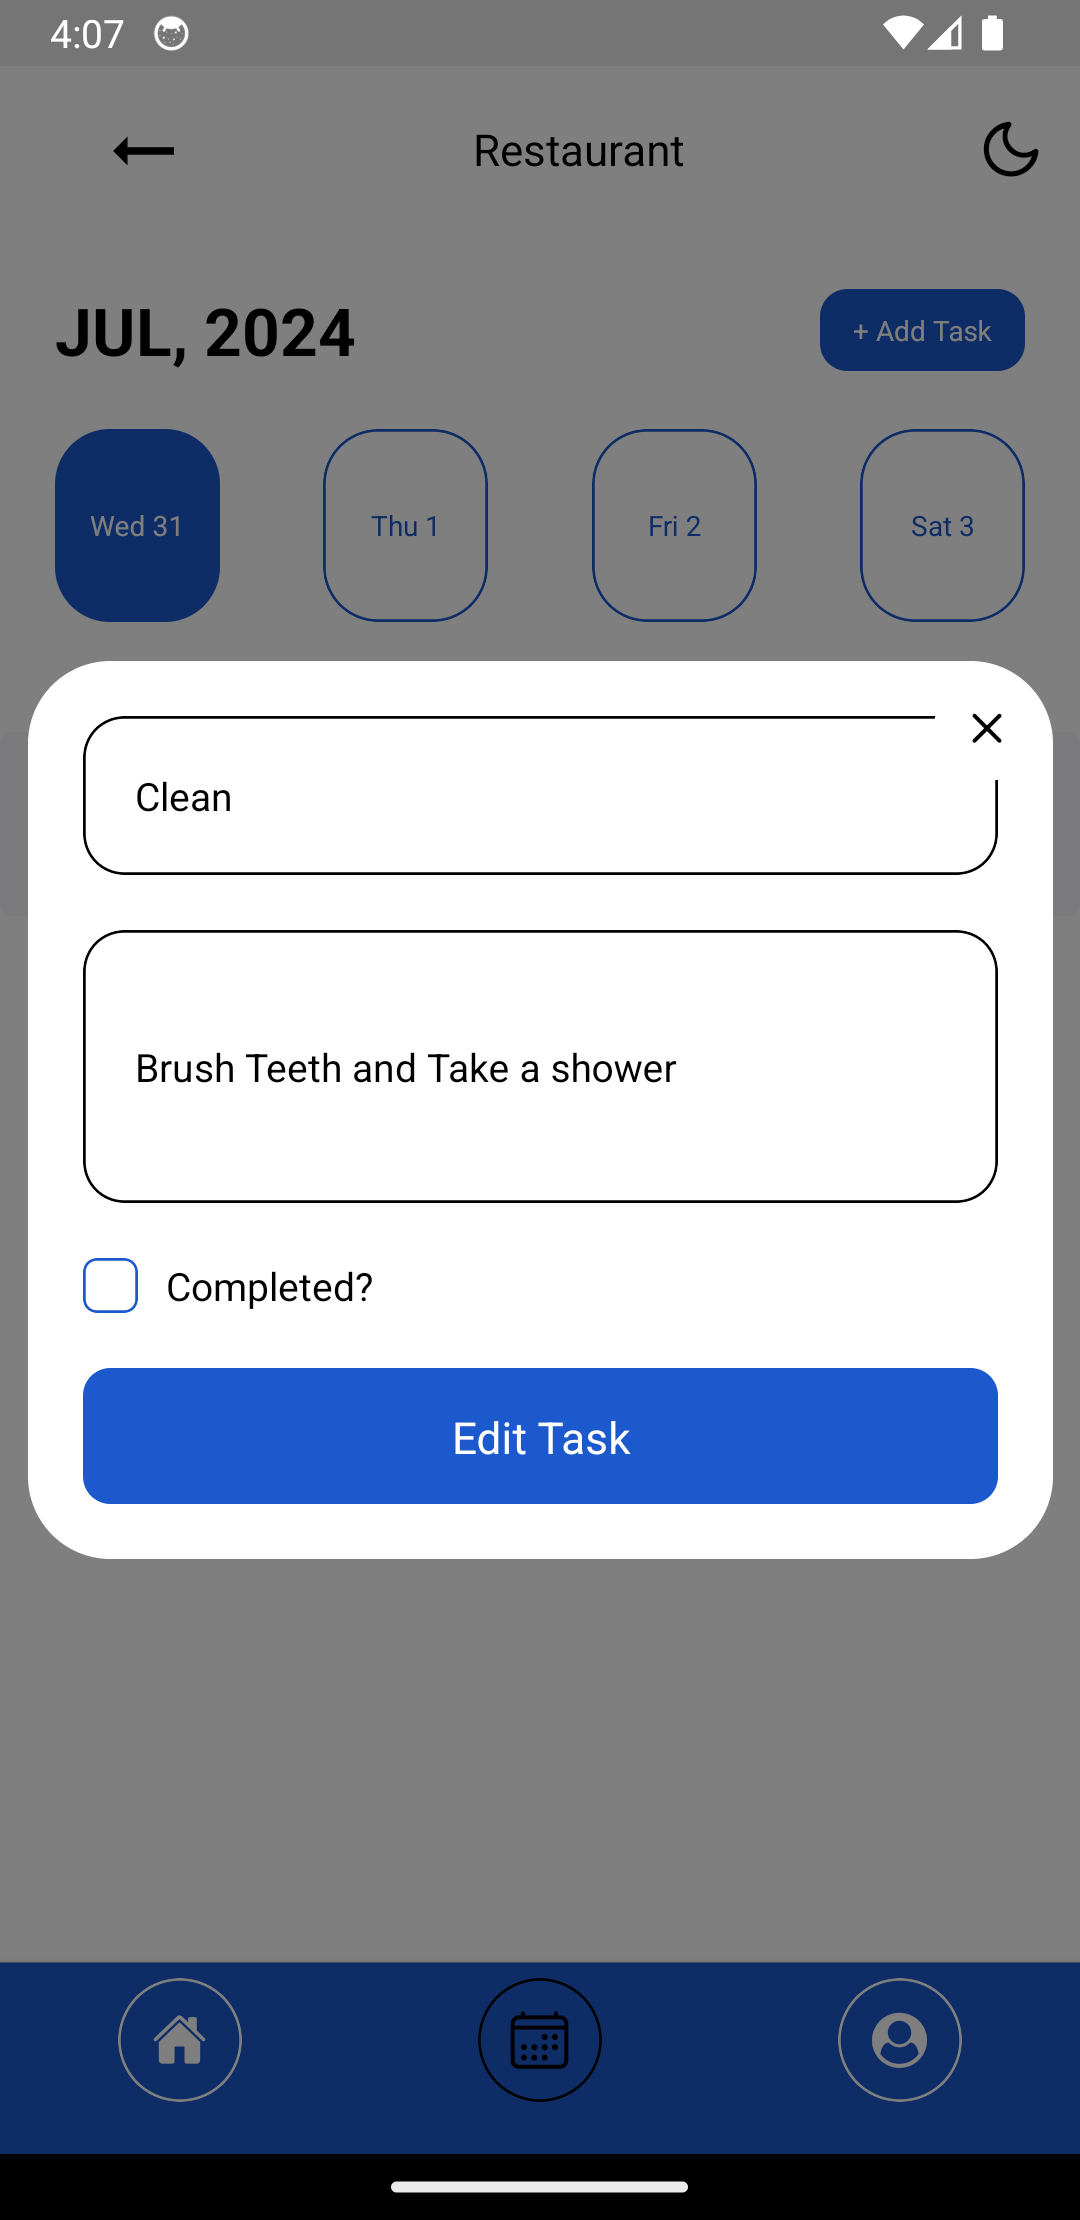 4:07
Restaurant
JUL, 2024
+ Add Task
Wed 31
Thu 1
Fri 2
Sat 3
Clean
Brush Teeth and Take a shower
Completed?
Edit Task